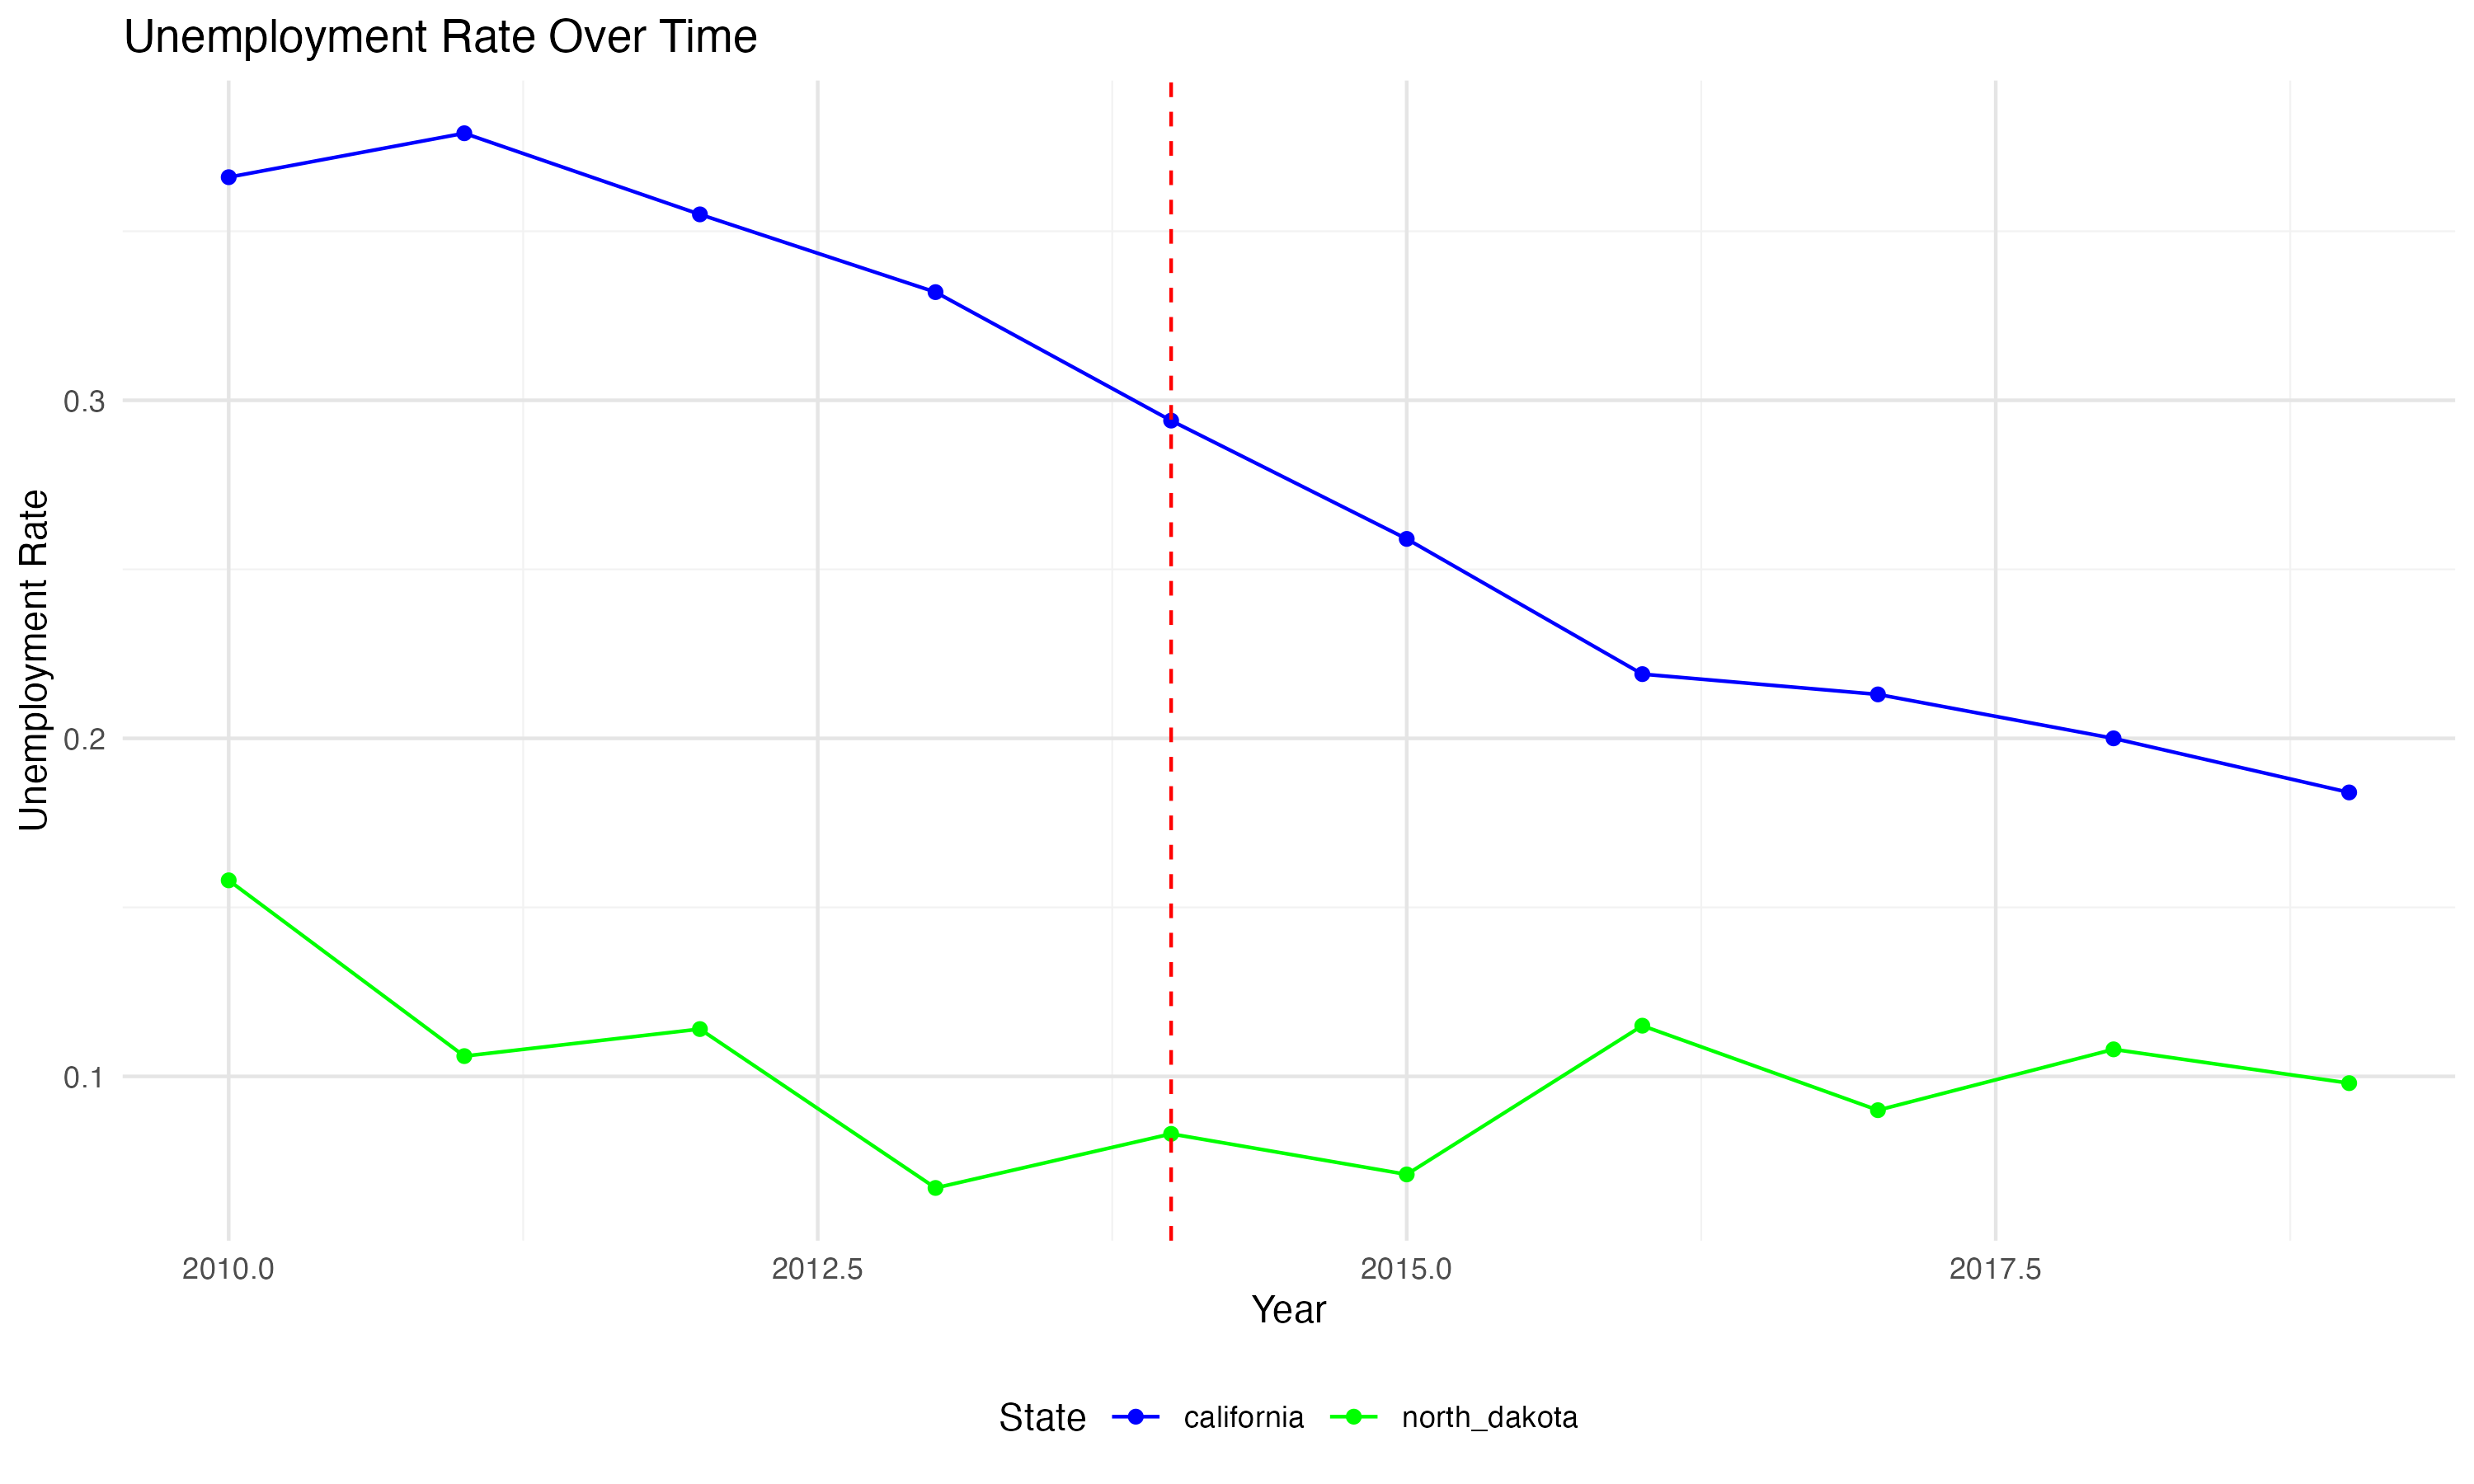 Unemployment Rate Over Time
Unemployment Rate
0.3
0.2
0.1
2010.0 2012.5 2015.0 2017.5
Year
State california north_dakota